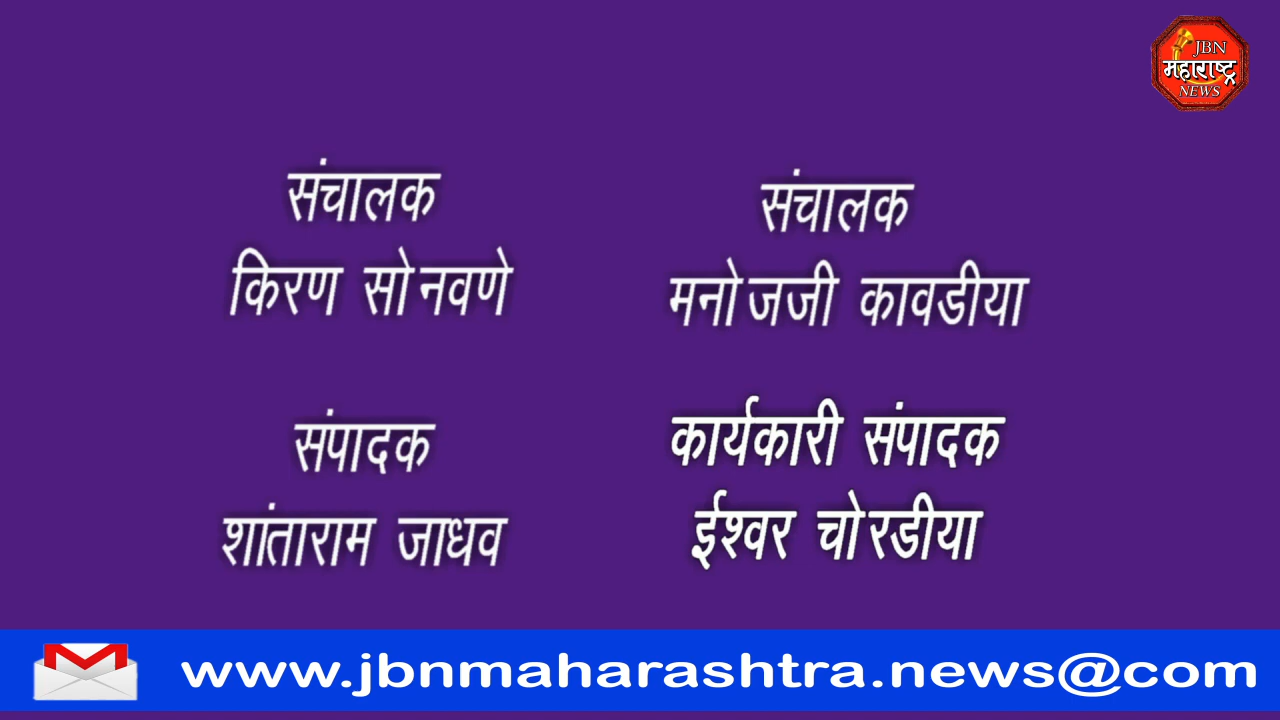 JBN
महाराष्ट्र
NEWS
संचालक
किरण सोनवणे
संचालक
मनोजजी कावडीया
संपादक
शांताराम जाधव
कार्यकारी संपादक
ईश्वर चोरडीया
www.jbnmaharashtra.news@com